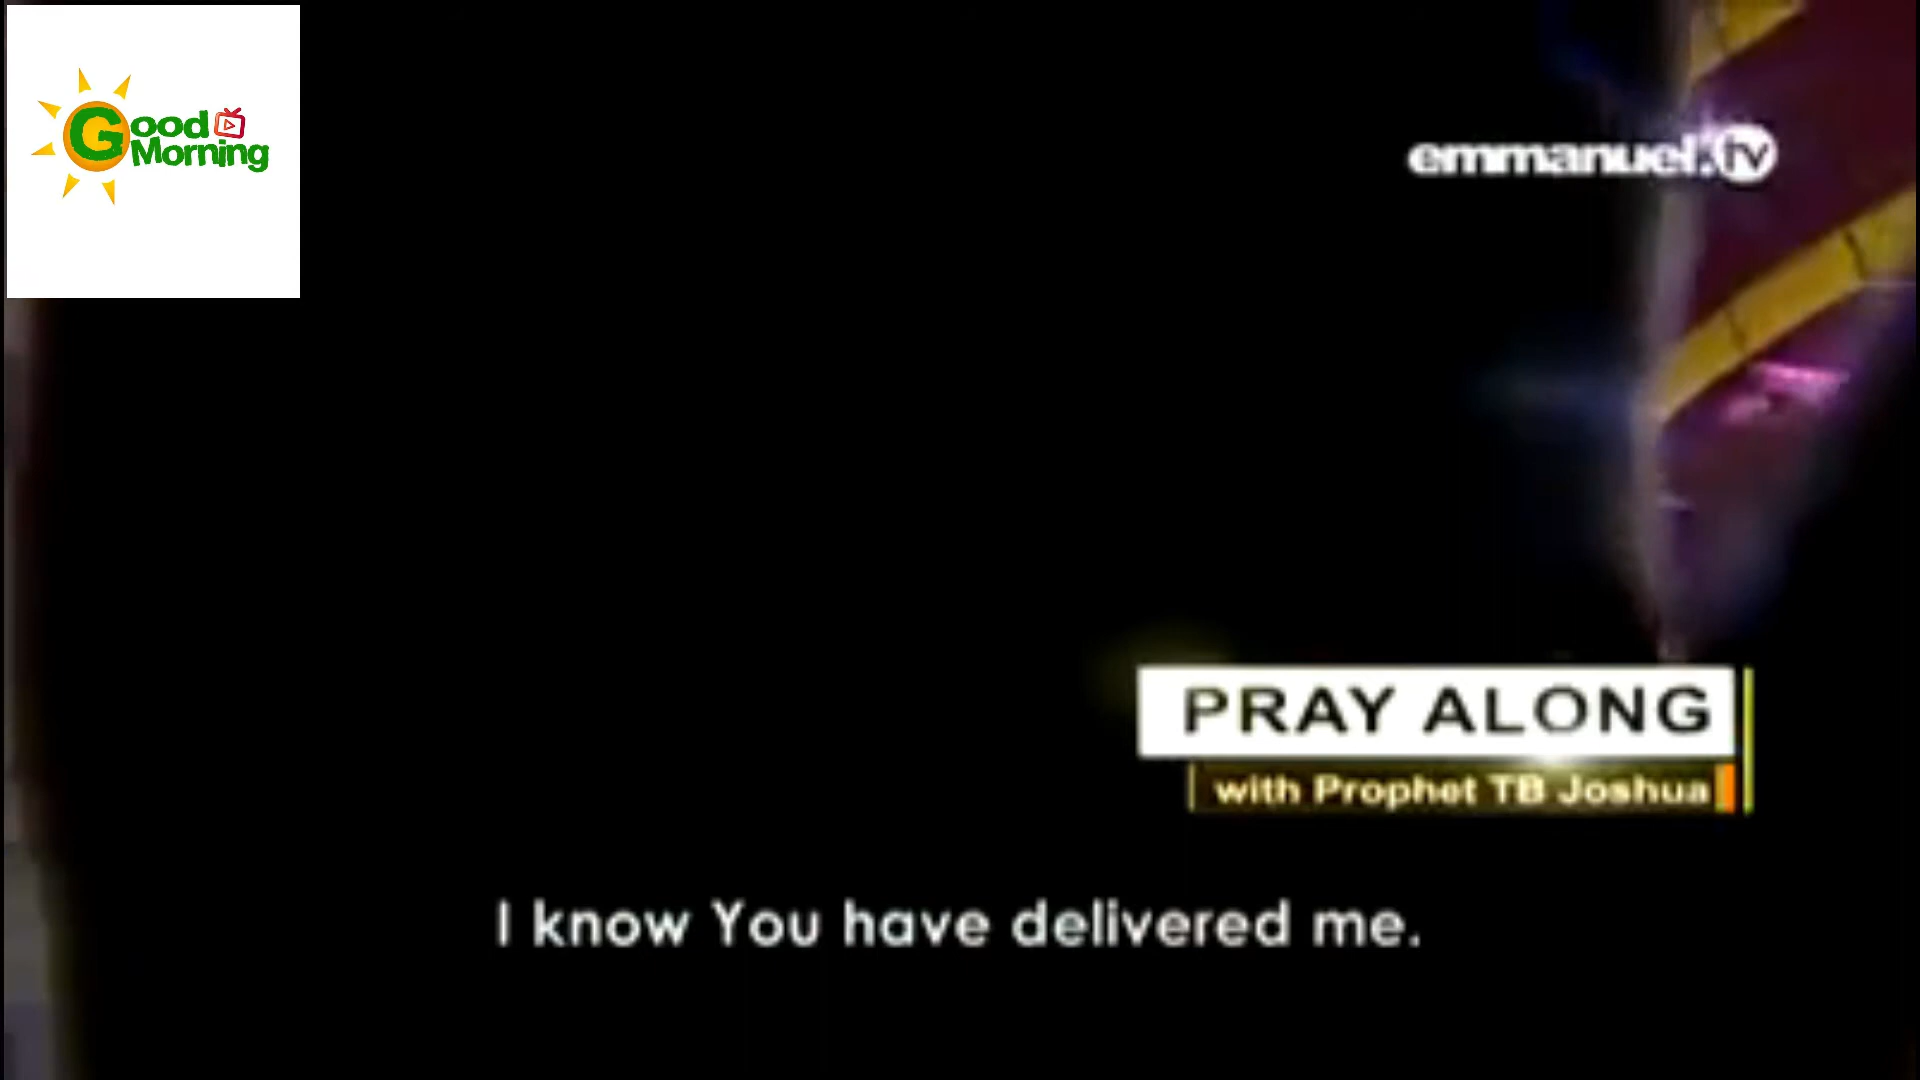 Good
Morning
emmanuel.tv
PRAY ALONG
with Prophet TB Joshua
I know You have delivered me.